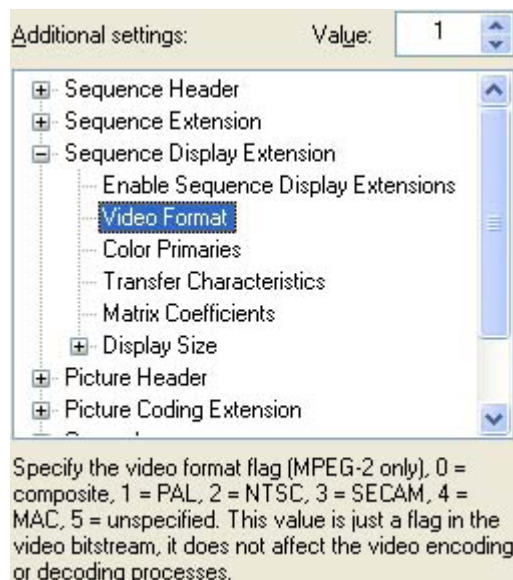 Additional settings: Value: 1
Sequence Header
Sequence Extension
Sequence Display Extension
Enable Sequence Display Extensions
Video Format
Color Primaries
Transfer Characteristics
Matrix Coefficients
Display Size
Picture Header
Picture Coding Extension
Specify the video format flag (MPEG-2 only), 0 =
composite, 1 = PAL, 2 = NTSC, 3 = SECAM, 4 =
MAC, 5 = unspecified. This value is just a flag in the
video bitstream, it does not affect the video encoding
or decoding processes.